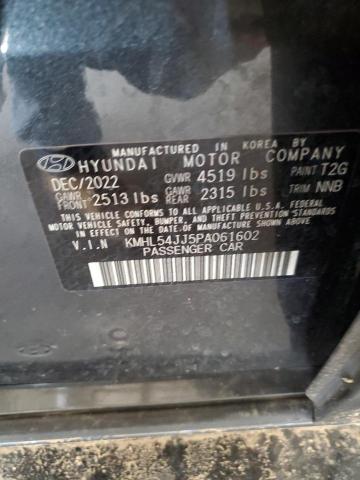 MANUFACTURED IN KOREA BY
HYUNDAI MOTOR COMPANY
DEC/2022 GVWR 4519 lbs PAINT T2G
GAWR FRONT 2513 lbs GAWR REAR 2315 lbs TRIM NNB
THIS VEHICLE CONFORMS TO ALL APPLICABLE U.S.A. FEDERAL
MOTOR VEHICLE SAFETY, BUMPER, AND THEFT PREVENTION
STANDARDS IN EFFECT ON THE DATE OF MANUFACTURE SHOWN ABOVE.
V.I.N KMHL54JJ5PA061602
PASSENGER CAR